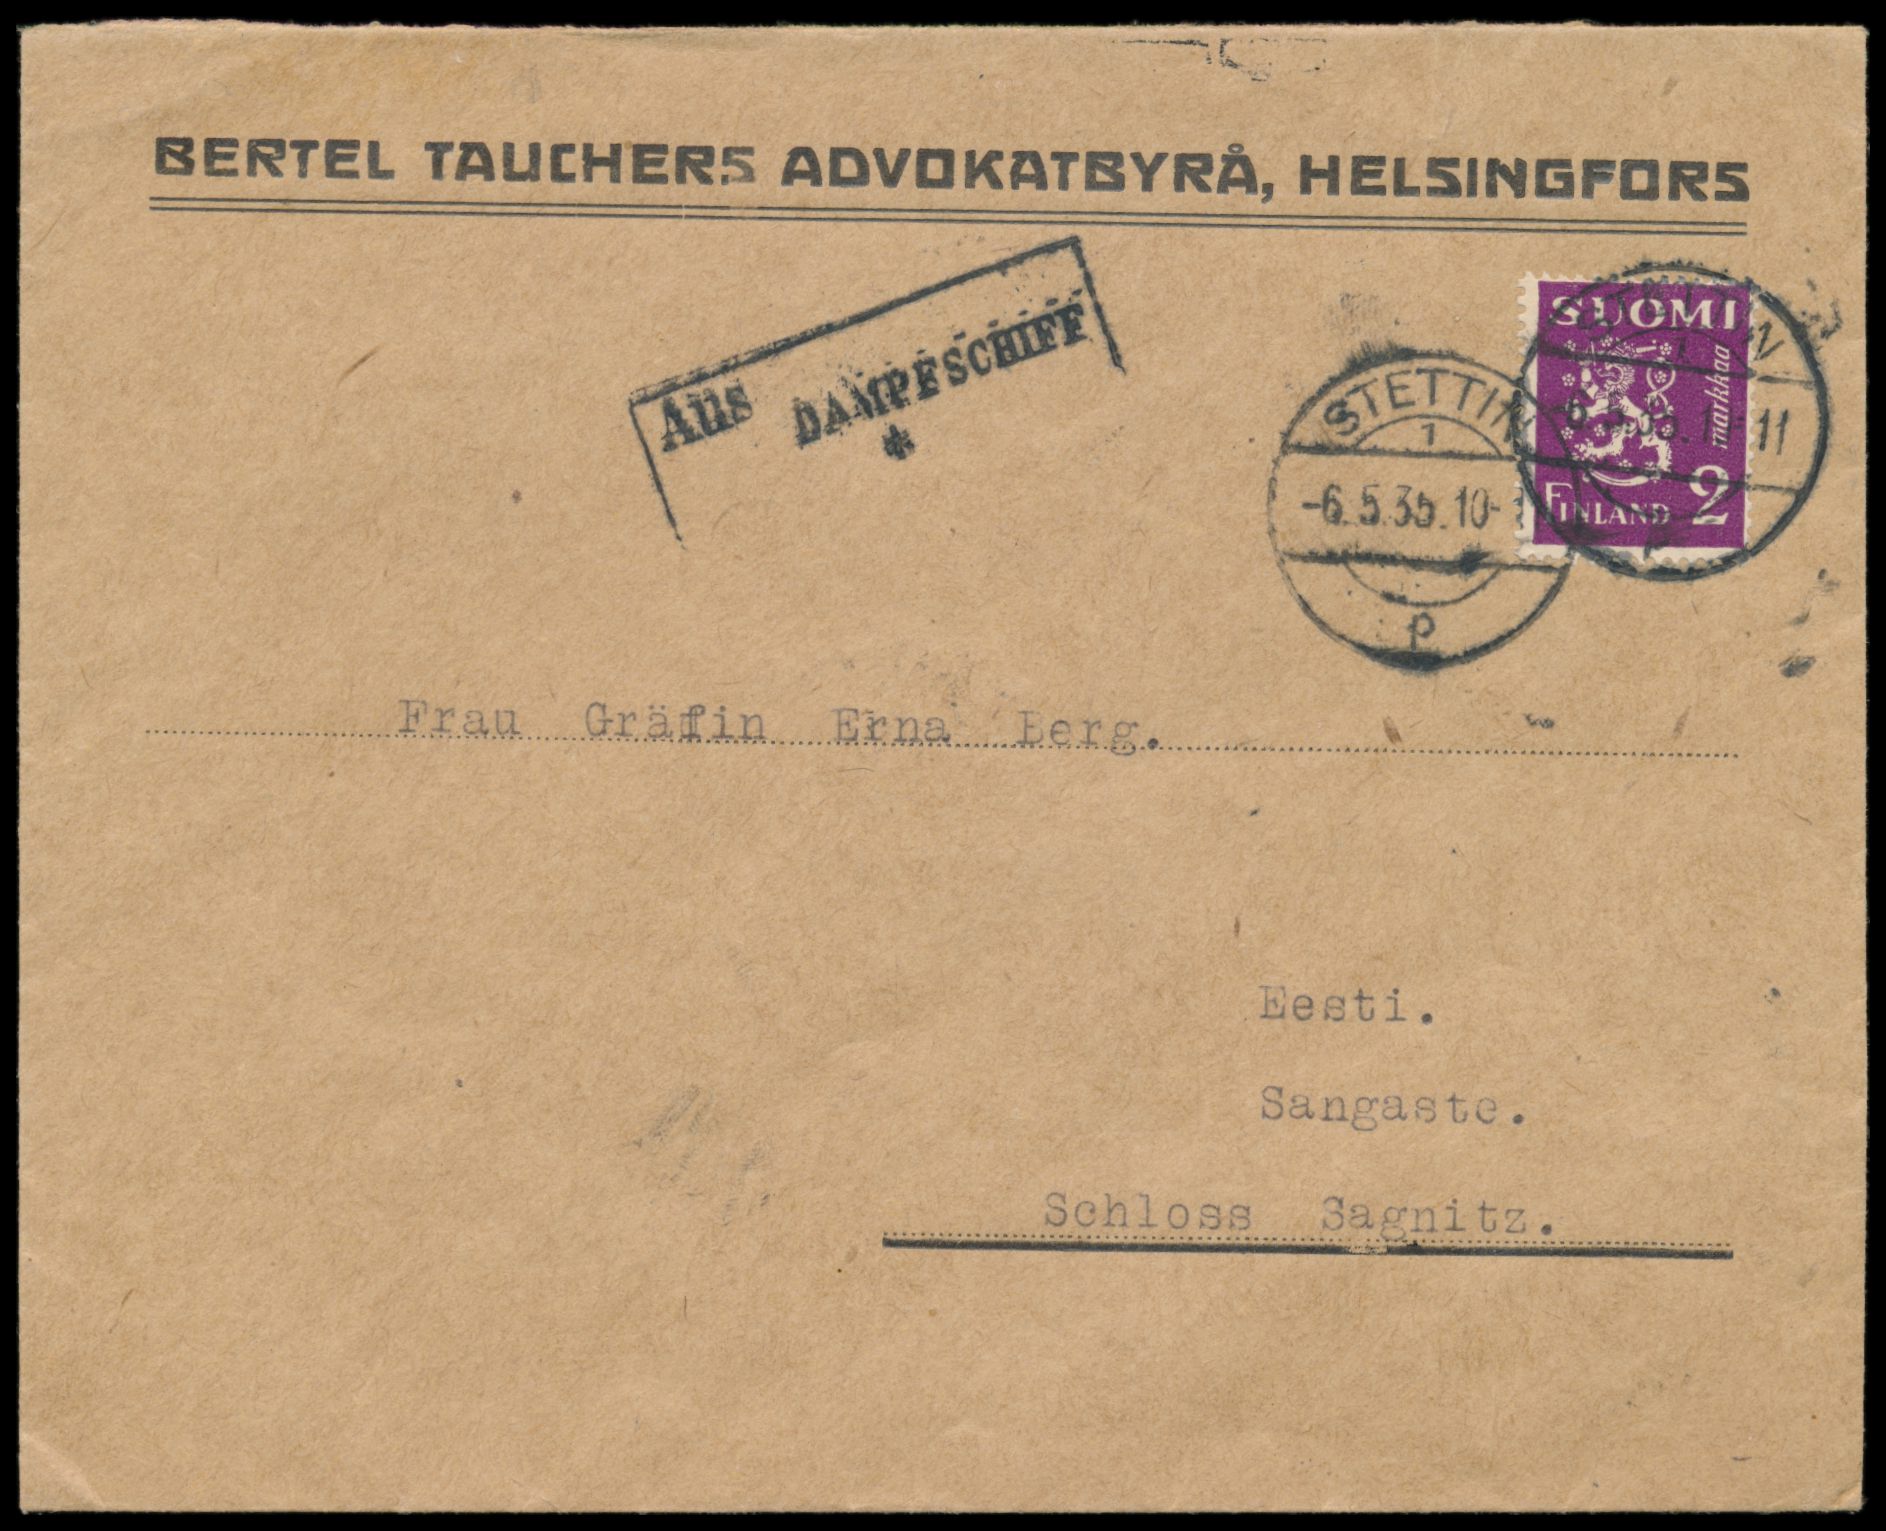 BERTEL TAUCHERS ADVOKATBYRÅ, HELSINGFORS
Aus DAMPFSCHIFF
SUOMI
markkaa
2
FINLAND
STETTIN
1
-6.5.35.10-
p
11
Frau Gräfin Erna Berg.
Eesti.
Sangaste.
Schloss Sagnitz.